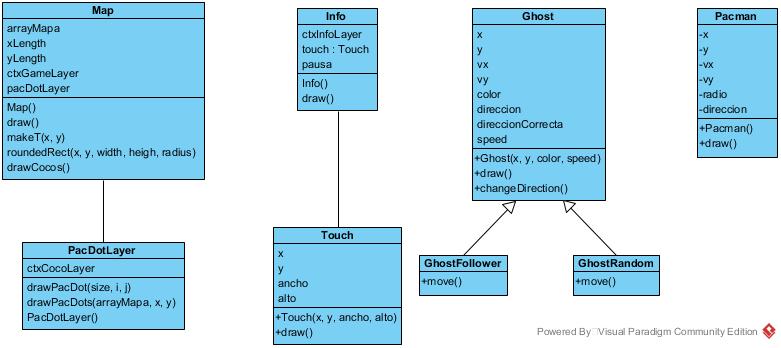 Map
arrayMapa
xLength
yLength
ctxGameLayer
pacDotLayer
Map()
draw()
makeT(x, y)
roundedRect(x, y, width, heigh, radius)
drawCocos()
PacDotLayer
ctxCocoLayer
drawPacDot(size, i, j)
drawPacDots(arrayMapa, x, y)
PacDotLayer()
Info
ctxInfoLayer
touch : Touch
pausa
Info()
draw()
Touch
x
y
ancho
alto
+Touch(x, y, ancho, alto)
+draw()
Ghost
x
y
vx
vy
color
direccion
direccionCorrecta
speed
+Ghost(x, y, color, speed)
+draw()
+changeDirection()
GhostFollower
+move()
GhostRandom
+move()
Pacman
-x
-y
-vx
-vy
-radio
-direccion
+Pacman()
+draw()
Powered By Visual Paradigm Community Edition